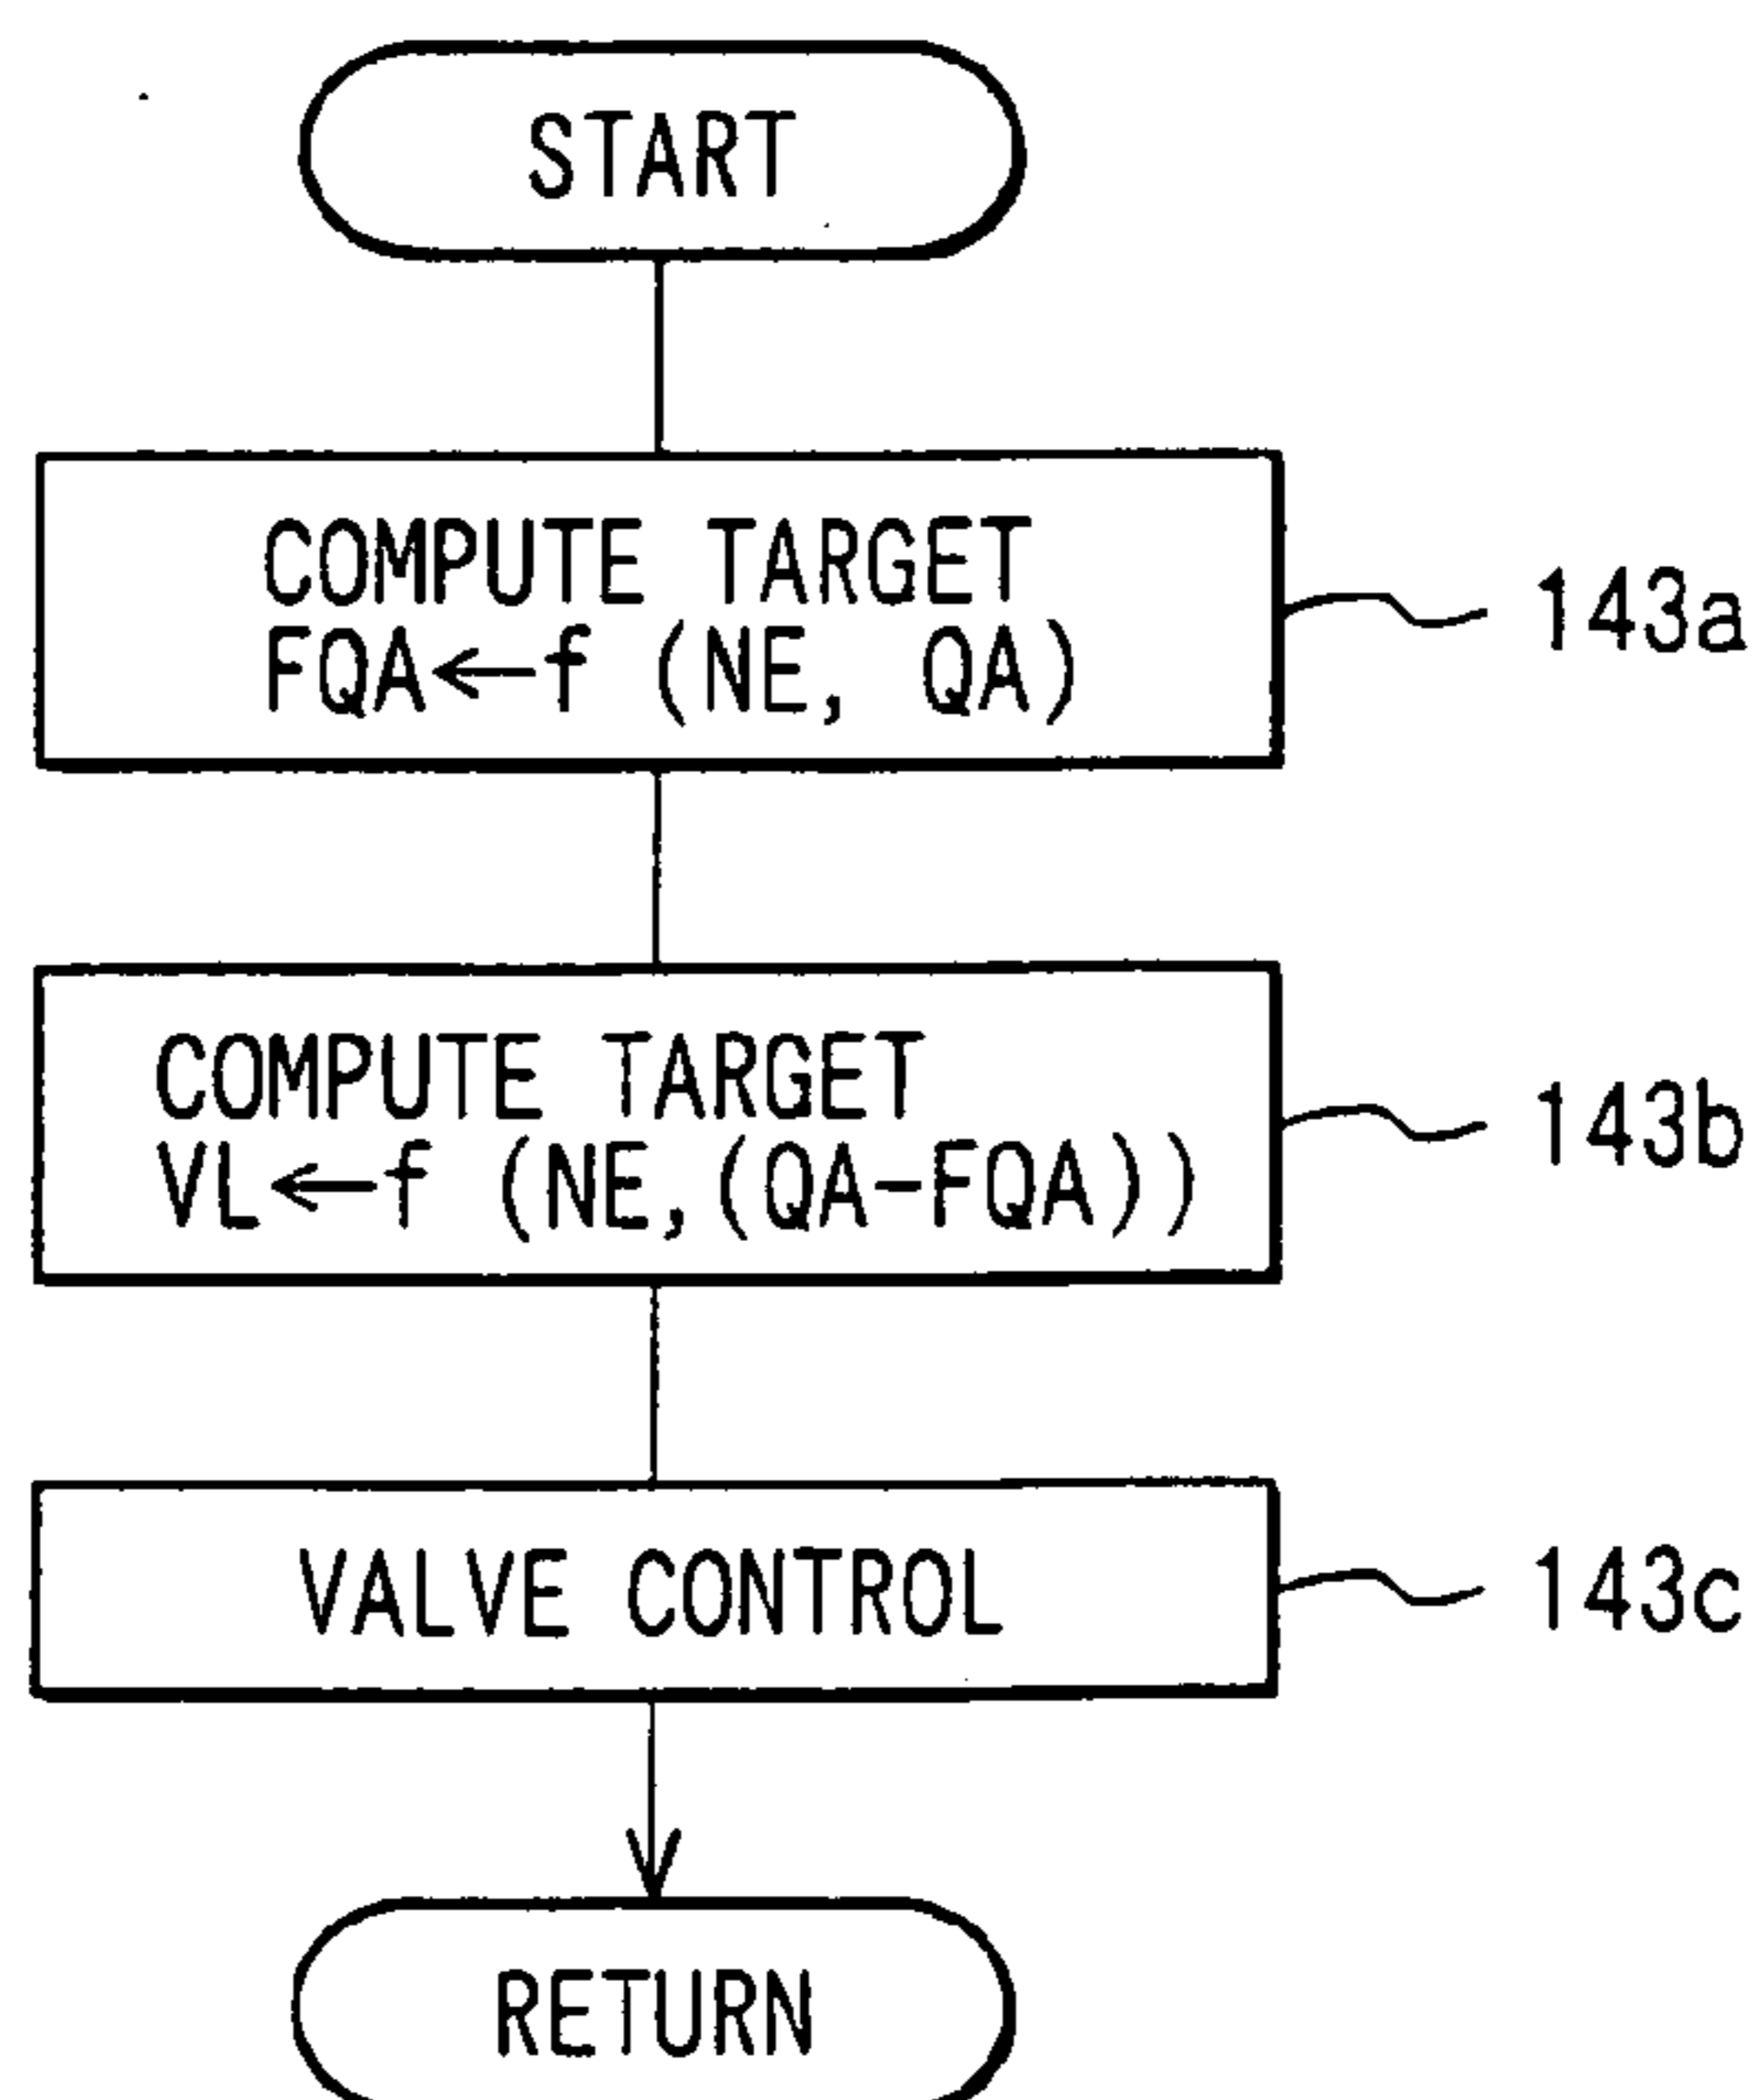 START
COMPUTE TARGET
FQA←f (NE, QA)
143a
COMPUTE TARGET
VL←f (NE,(QA-FQA))
143b
VALVE CONTROL
143c
RETURN